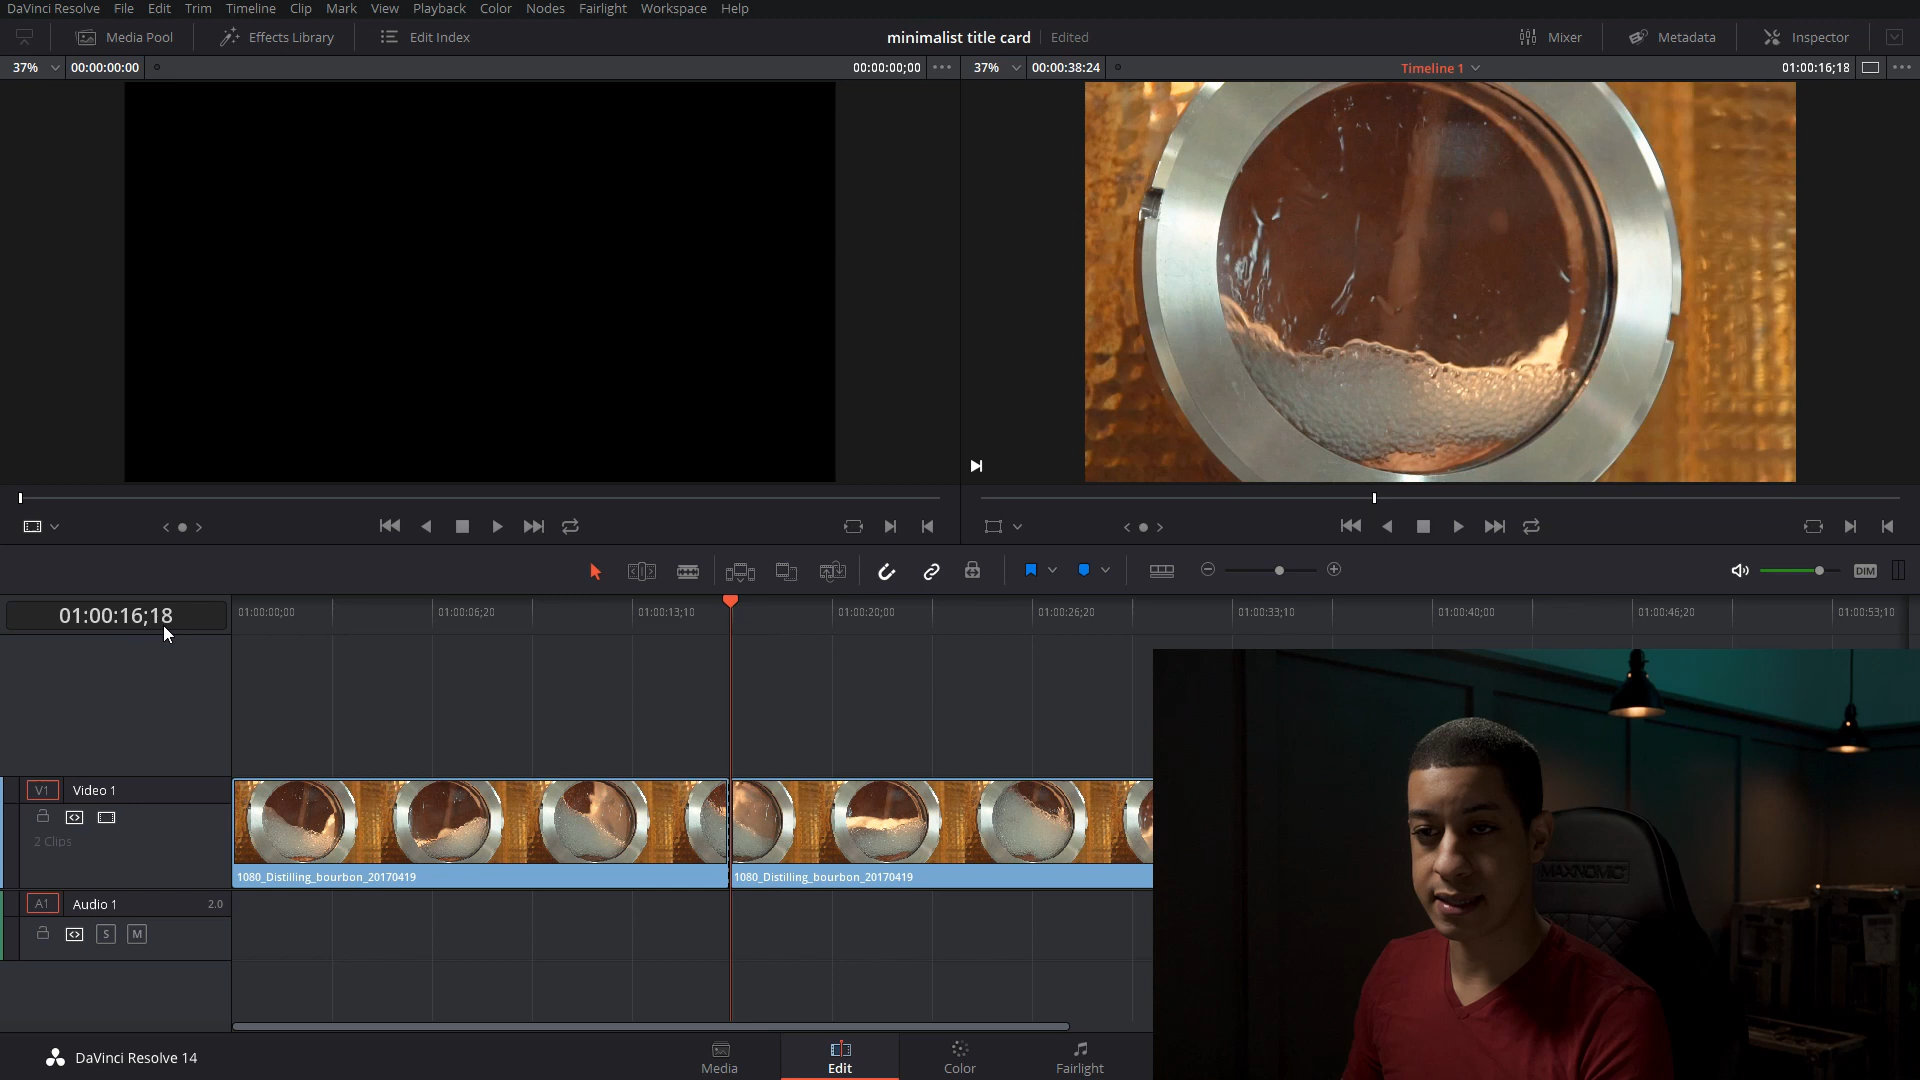 DaVinci Resolve File Edit Trim Timeline Clip Mark View Playback Color Nodes Fairlight Workspace Help
Media Pool Effects Library Edit Index minimalist title card Edited Mixer Metadata Inspector
37% 00:00:00:00 00:00:00;00 37% 00:00:38:24 Timeline 1 01:00:16;18
DIM
01:00:16;18 01:00:00;00 01:00:06;20 01:00:13;10 01:00:20;00 01:00:26;20 01:00:33;10 01:00:40;00 01:00:46;20 01:00:53;10
V1 Video 1
2 Clips
1080_Distilling_bourbon_20170419 1080_Distilling_bourbon_20170419
MAXNOMIC
A1 Audio 1 2.0
S M
DaVinci Resolve 14 Media Edit Color Fairlight